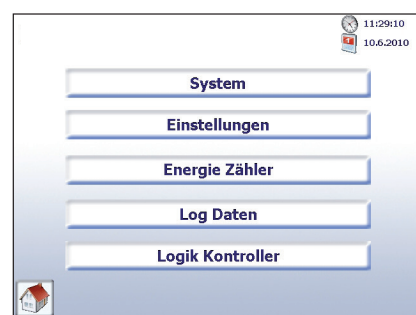 11:29:10
10.6.2010
System
Einstellungen
Energie Zähler
Log Daten
Logik Kontroller